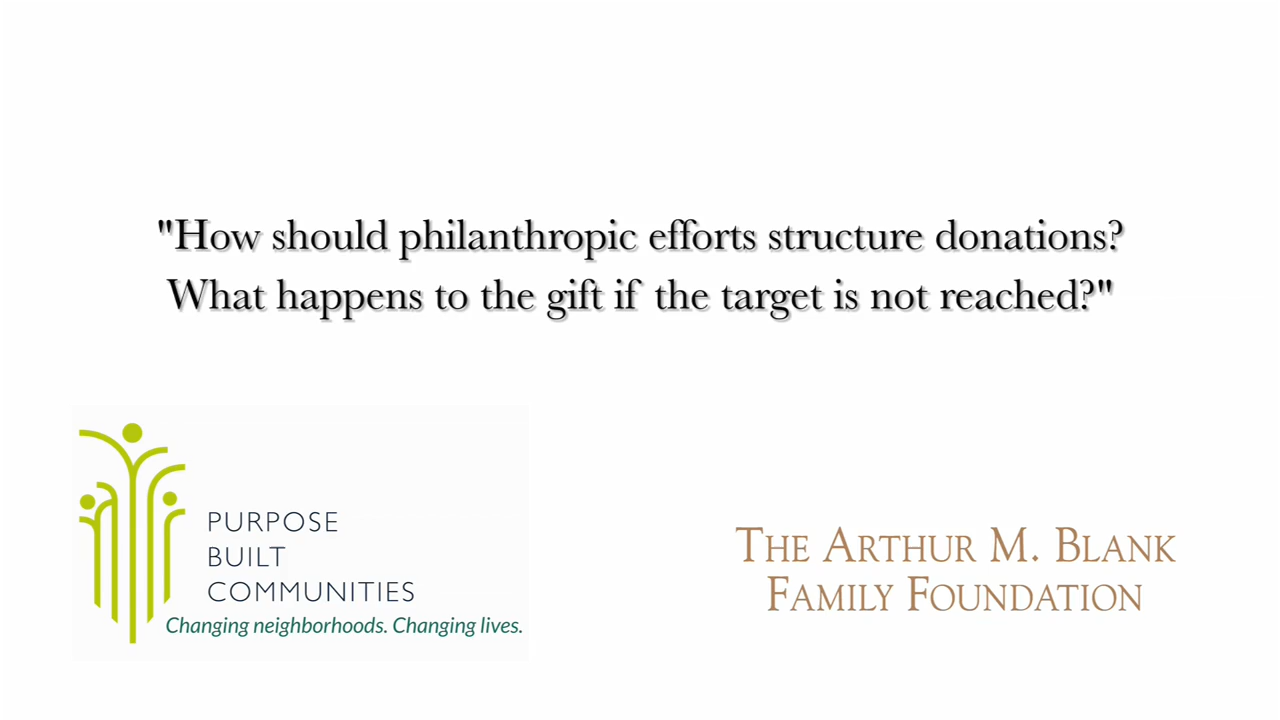 "How should philanthropic efforts structure donations?
What happens to the gift if the target is not reached?"
PURPOSE
BUILT
COMMUNITIES
Changing neighborhoods. Changing lives.
THE ARTHUR M. BLANK
FAMILY FOUNDATION